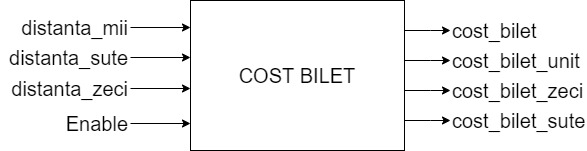 distanta_mii
distanta_sute
distanta_zeci
Enable
COST BILET
cost_bilet
cost_bilet_unit
cost_bilet_zeci
cost_bilet_sute